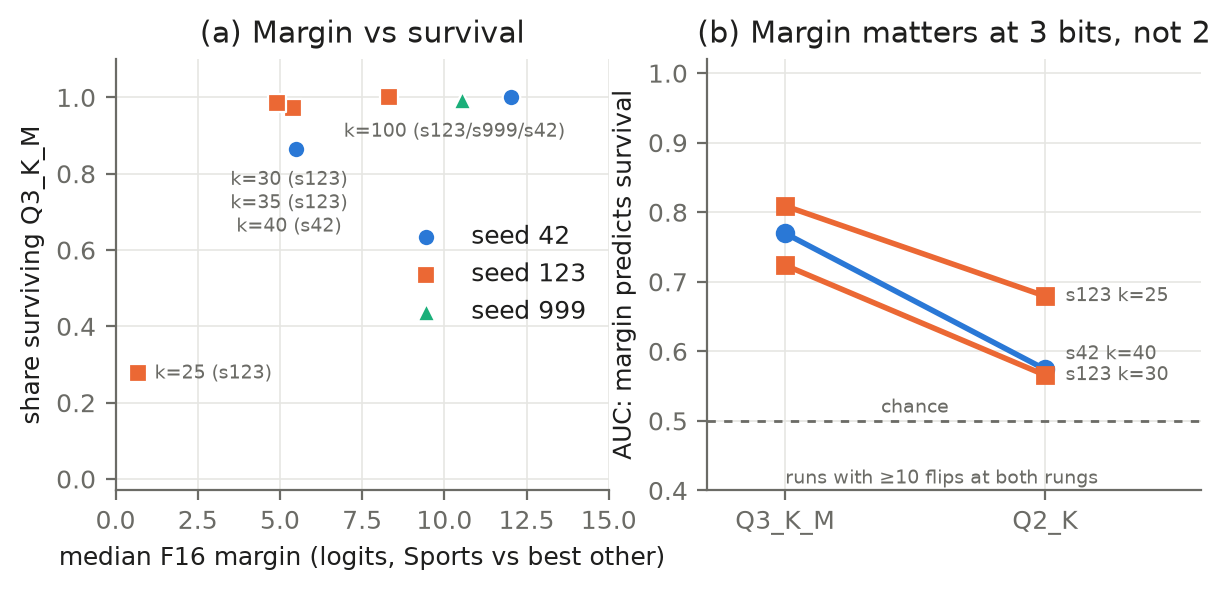 (a) Margin vs survival
share surviving Q3_K_M
1.0
0.8
0.6
0.4
0.2
0.0
k=100 (s123/s999/s42)
k=30 (s123)
k=35 (s123)
k=40 (s42)
k=25 (s123)
seed 42
seed 123
seed 999
0.0 2.5 5.0 7.5 10.0 12.5 15.0
median F16 margin (logits, Sports vs best other)
(b) Margin matters at 3 bits, not 2
AUC: margin predicts survival
1.0
0.9
0.8
0.7
0.6
0.5
0.4
s123 k=25
s42 k=40
s123 k=30
chance
runs with ≥10 flips at both rungs
Q3_K_M Q2_K